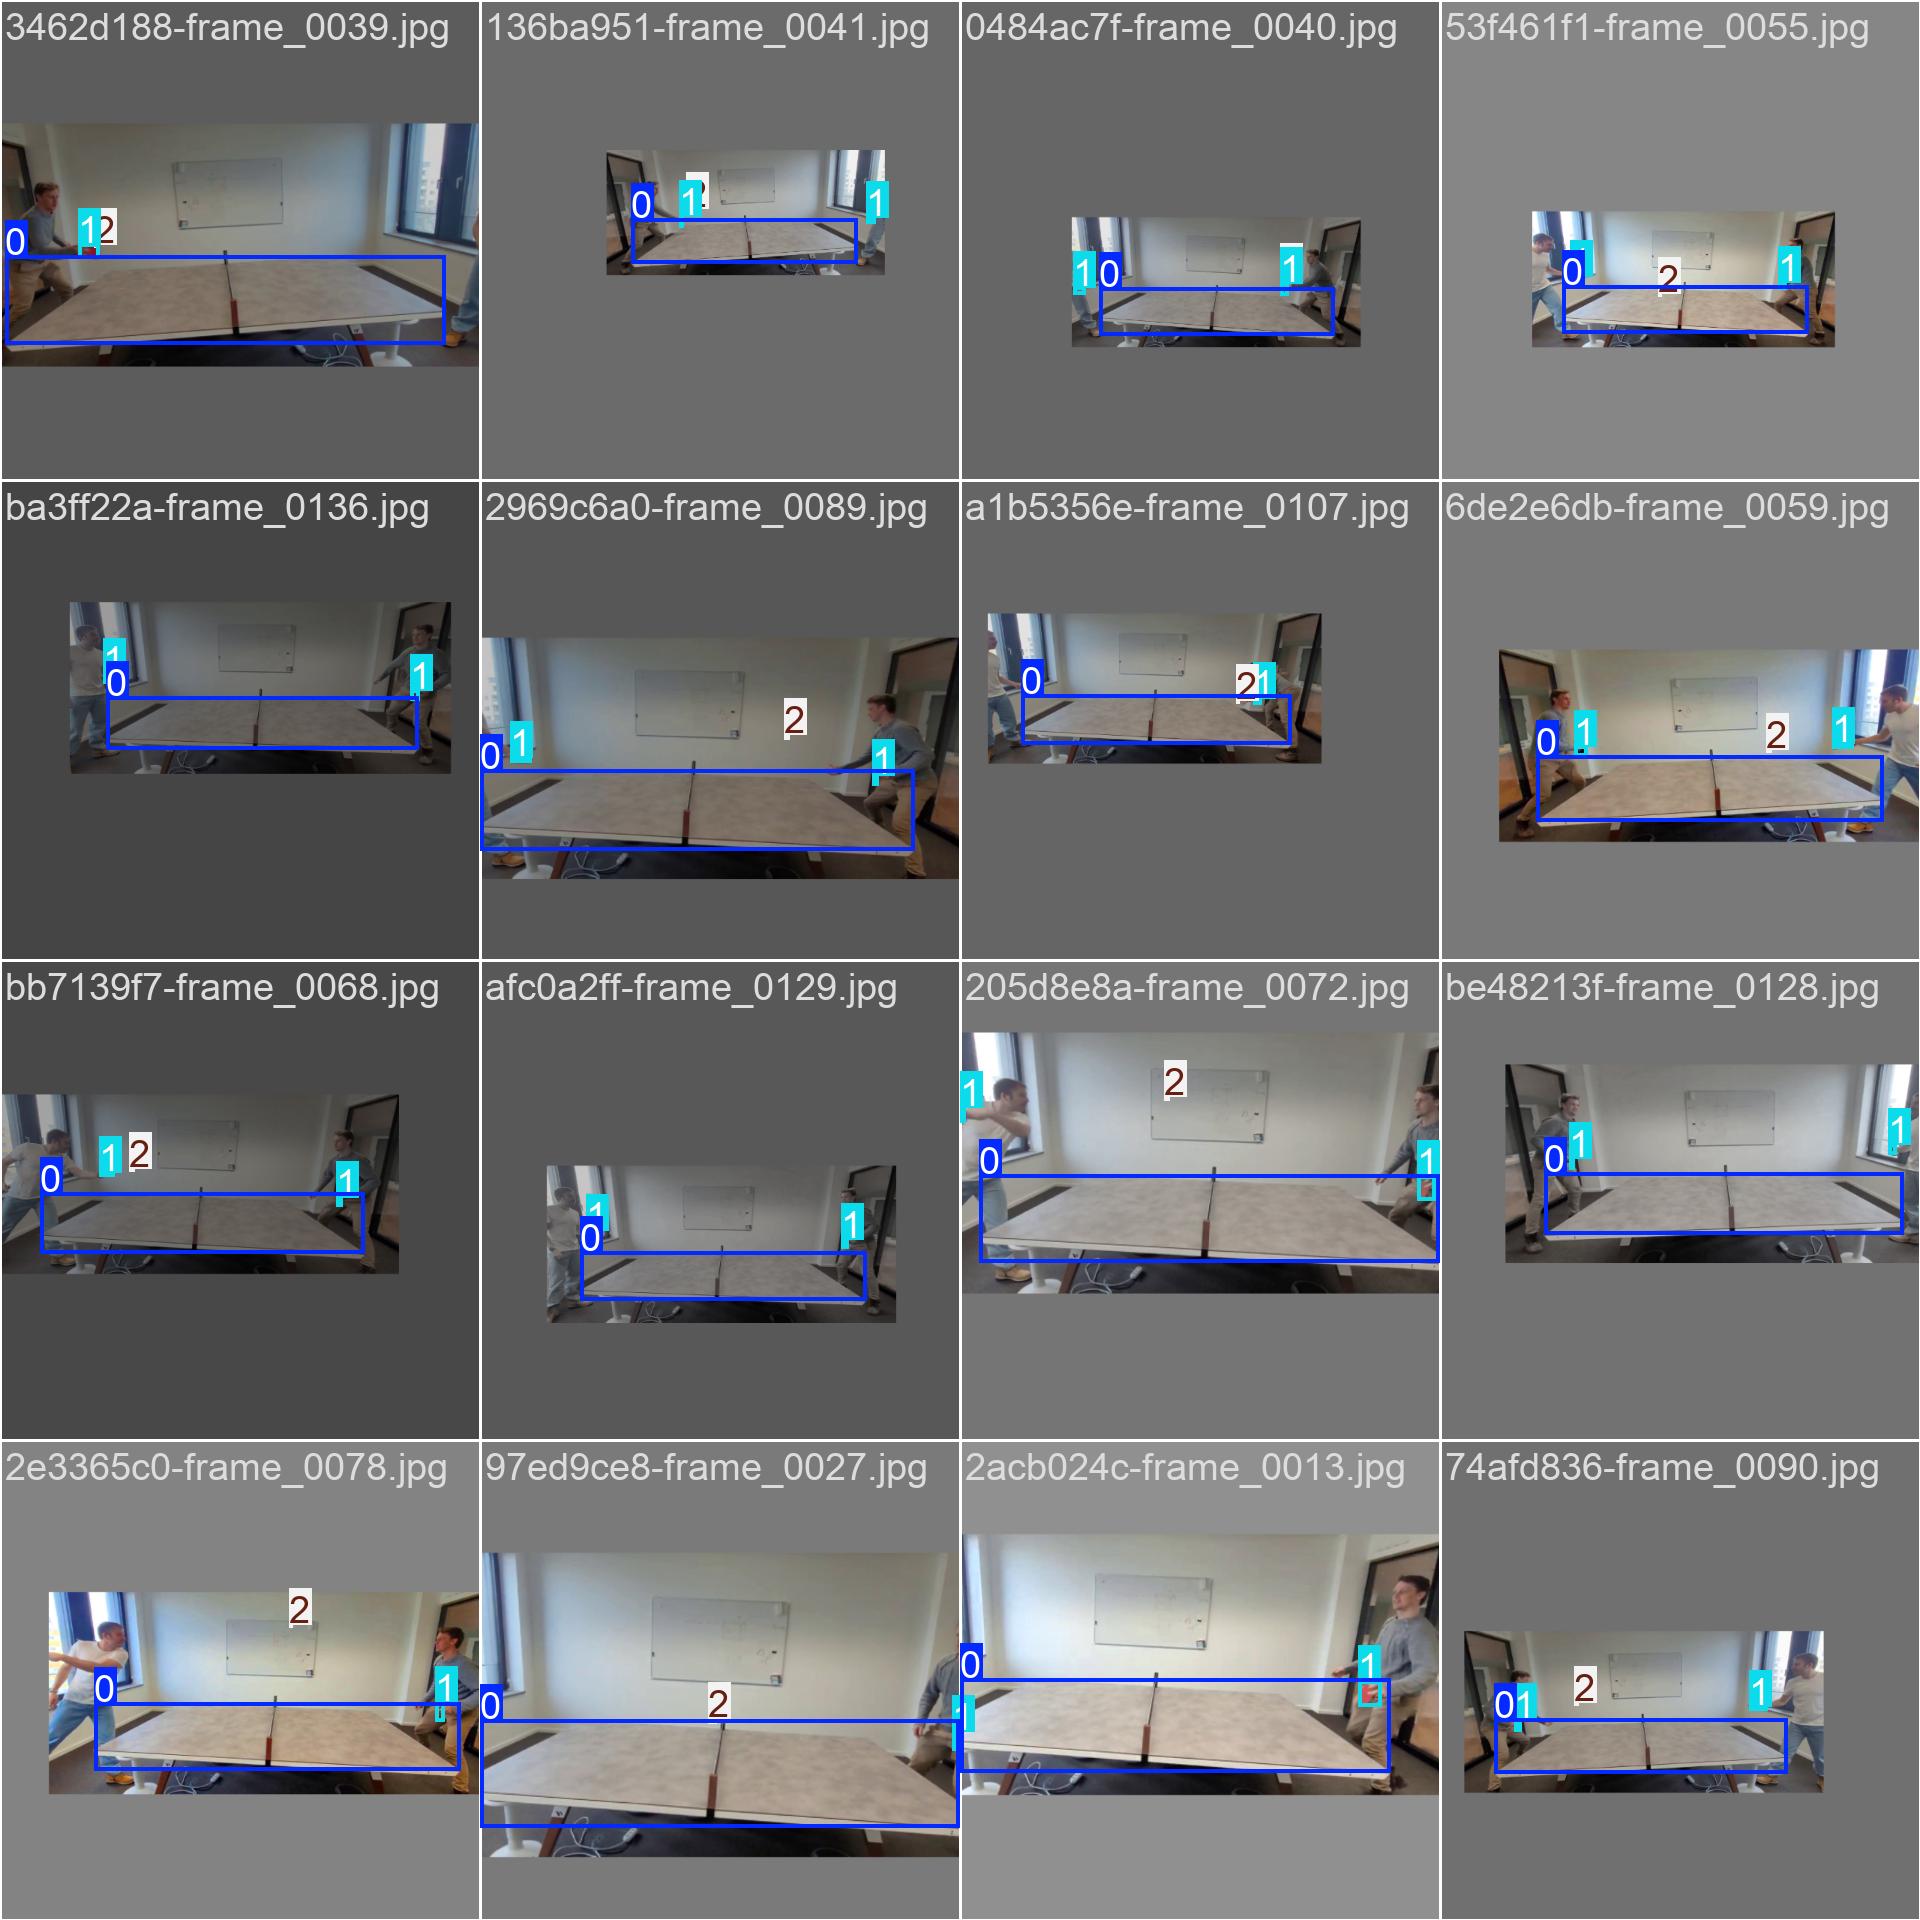 3462d188-frame_0039.jpg
136ba951-frame_0041.jpg
0484ac7f-frame_0040.jpg
53f461f1-frame_0055.jpg
1 2
0
2
0 1 1
1 0 1
1 1
0 2
ba3ff22a-frame_0136.jpg
2969c6a0-frame_0089.jpg
a1b5356e-frame_0107.jpg
6de2e6db-frame_0059.jpg
1 1
0
2
1 1
0
0 2 1
1 2 1
0
bb7139f7-frame_0068.jpg
afc0a2ff-frame_0129.jpg
205d8e8a-frame_0072.jpg
be48213f-frame_0128.jpg
1 2
0 1
1 1
0
1 2
0 1
1 1
0
2e3365c0-frame_0078.jpg
97ed9ce8-frame_0027.jpg
2acb024c-frame_0013.jpg
74afd836-frame_0090.jpg
2
0 1
0 2 1
0 1
2 1
0 1